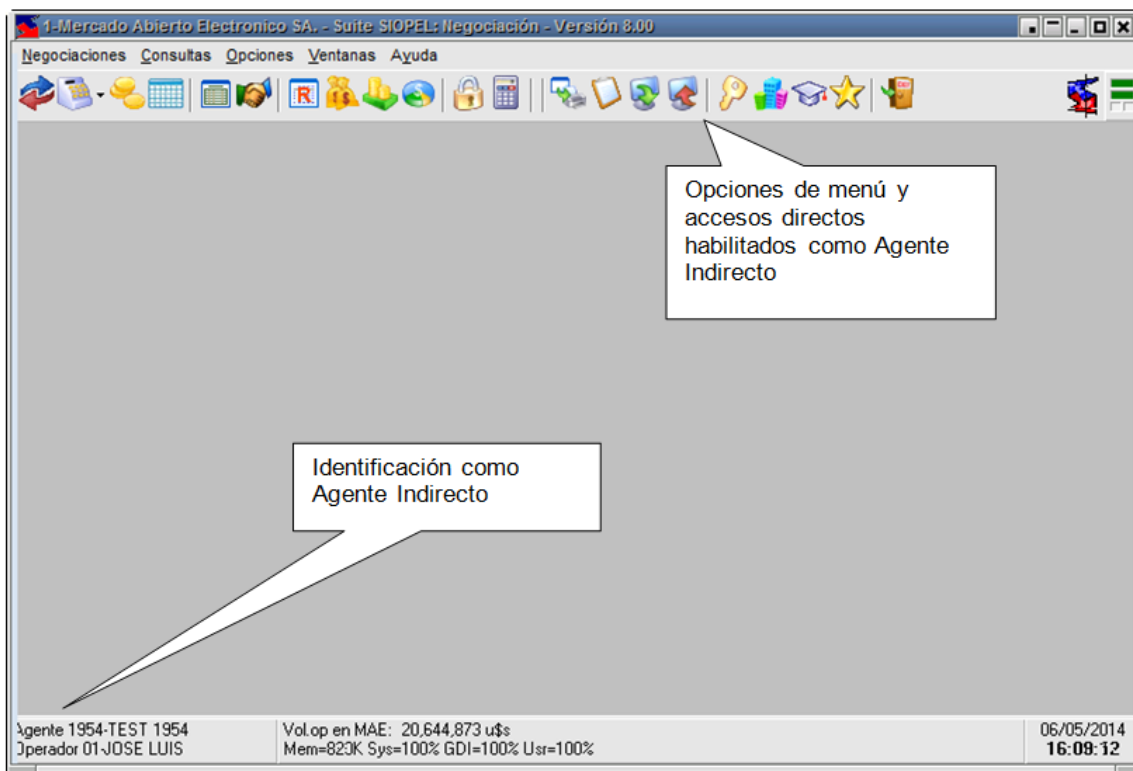 1-Mercado Abierto Electronico SA. - Suite SIOPEL: Negociación - Versión 8.00
Negociaciones Consultas Opciones Ventanas Ayuda
R
EXIT
Opciones de menú y
accesos directos
habilitados como Agente
Indirecto
Identificación como
Agente Indirecto
Agente 1954-TEST 1954
Operador 01-JOSE LUIS
Vol.op en MAE: 20,644,873 u$s
Mem=823K Sys=100% GDI=100% Usr=100%
06/05/2014
16:09:12